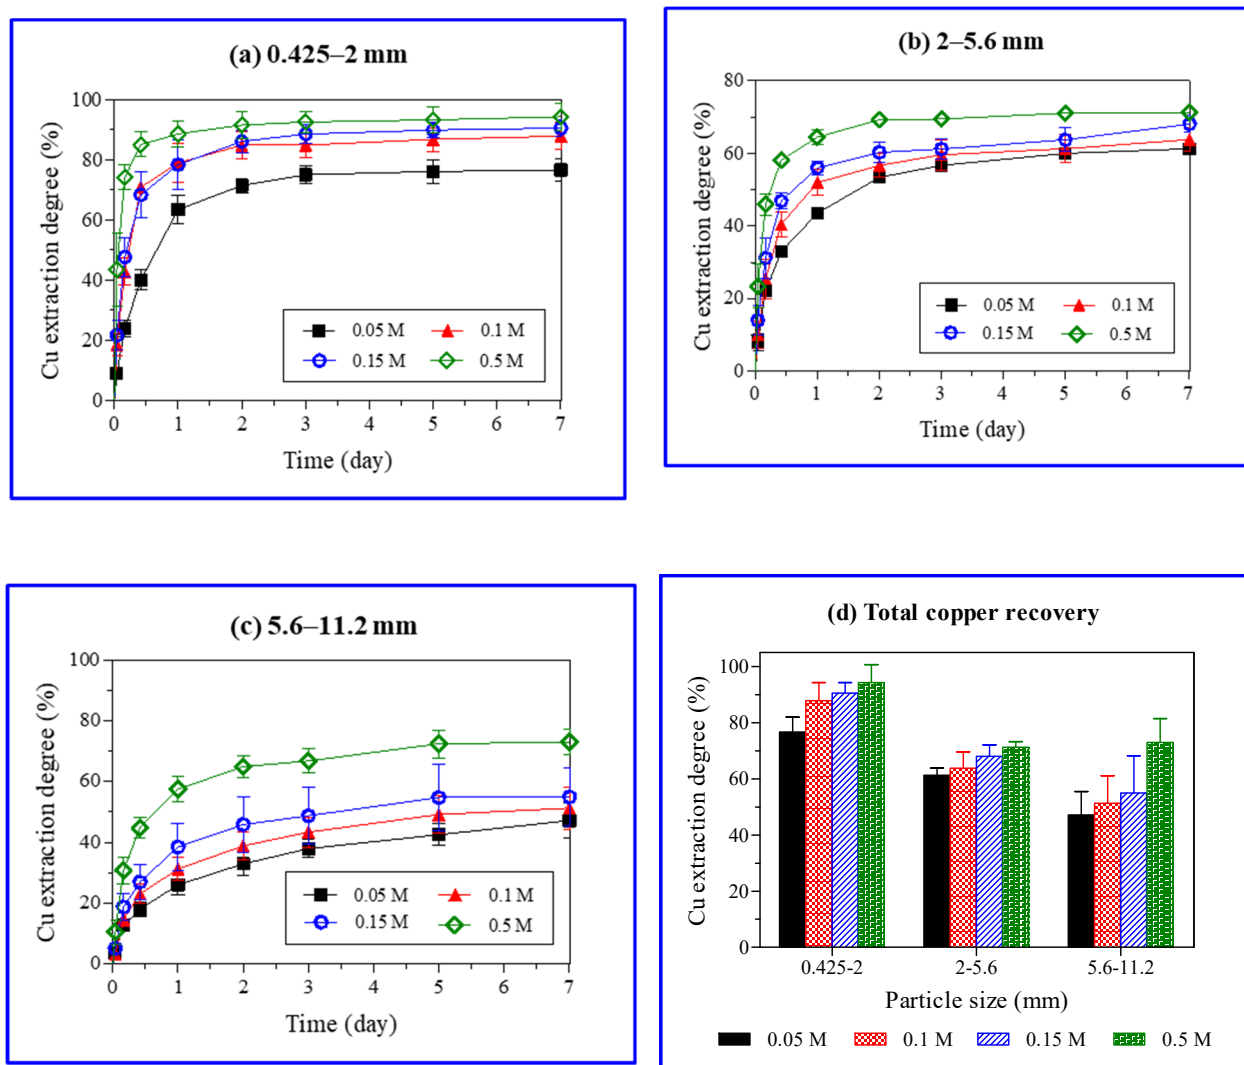 (a) 0.425–2 mm
Cu extraction degree (%)
100
80
60
40
20
0
0.05 M
0.1 M
0.15 M
0.5 M
0 1 2 3 4 5 6 7
Time (day)
(b) 2–5.6 mm
Cu extraction degree (%)
80
60
40
20
0
0.05 M
0.1 M
0.15 M
0.5 M
0 1 2 3 4 5 6 7
Time (day)
(c) 5.6–11.2 mm
Cu extraction degree (%)
100
80
60
40
20
0
0.05 M
0.1 M
0.15 M
0.5 M
0 1 2 3 4 5 6 7
Time (day)
(d) Total copper recovery
Cu extraction degree (%)
100
80
60
40
20
0
0.425-2 2-5.6 5.6-11.2
Particle size (mm)
0.05 M 0.1 M 0.15 M 0.5 M